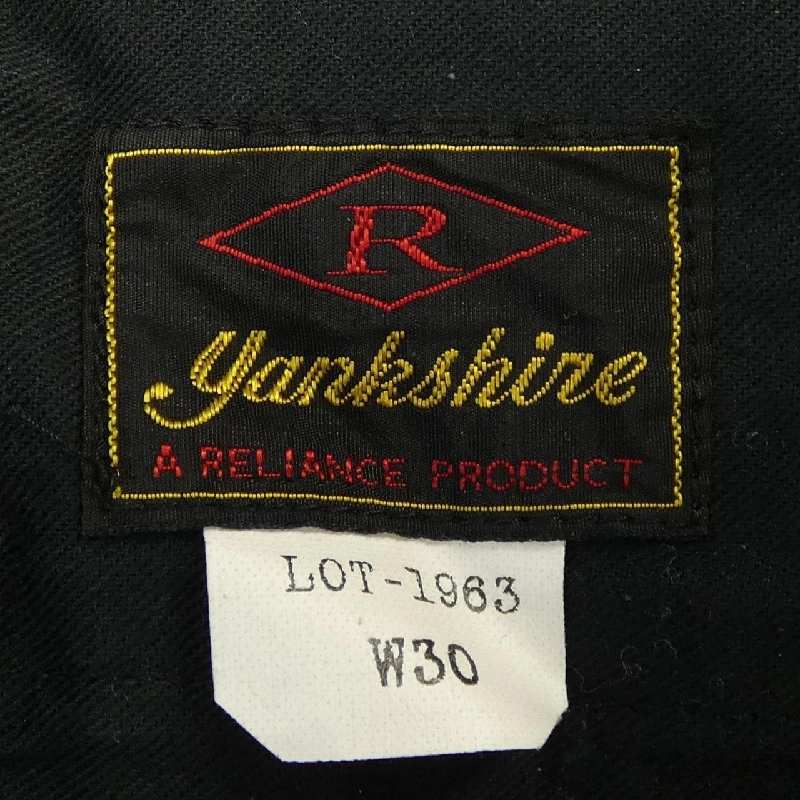 R
Yankshire
A RELIANCE PRODUCT
LOT-1963
W30